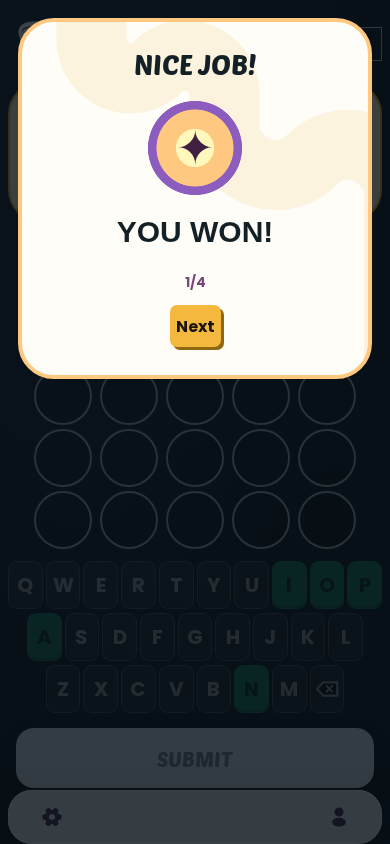 NICE JOB!
YOU WON!
1/4
Next
Q W E R T Y U I O P
A S D F G H J K L
Z X C V B N M
SUBMIT